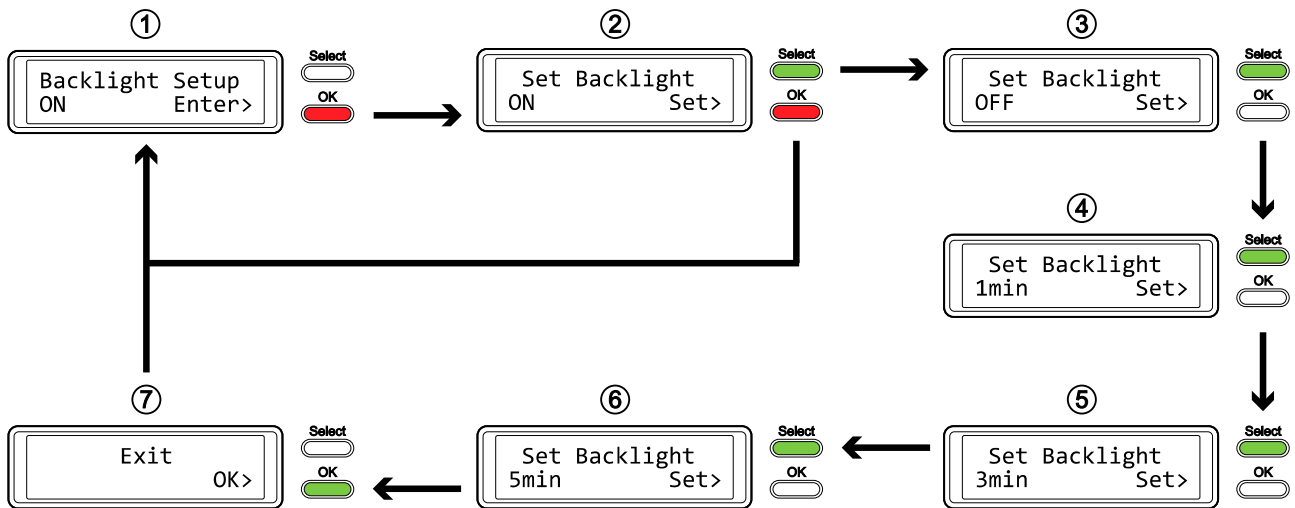 ①
Backlight Setup
ON Enter>
Select
OK
②
Set Backlight
ON Set>
Select
OK
③
Set Backlight
OFF Set>
Select
OK
④
Set Backlight
1min Set>
Select
OK
⑤
Set Backlight
3min Set>
Select
OK
⑥
Set Backlight
5min Set>
Select
OK
⑦
Exit
OK>
Select
OK